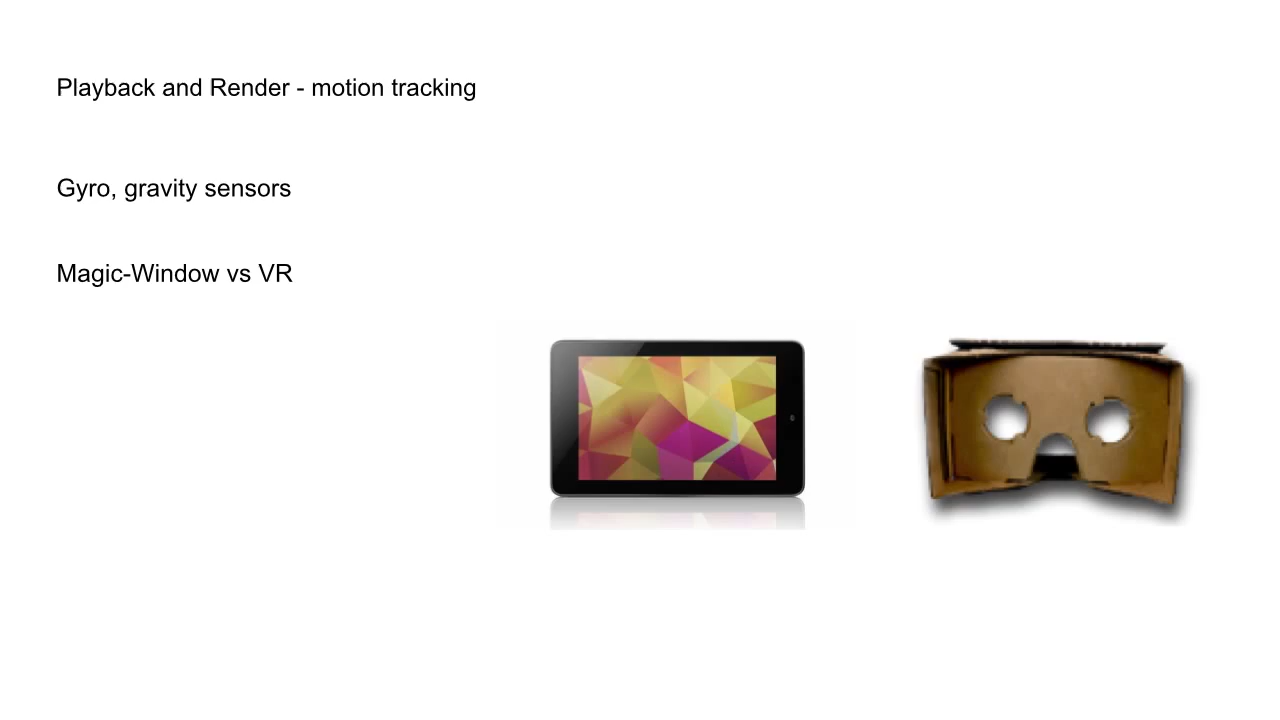 Playback and Render - motion tracking
Gyro, gravity sensors
Magic-Window vs VR